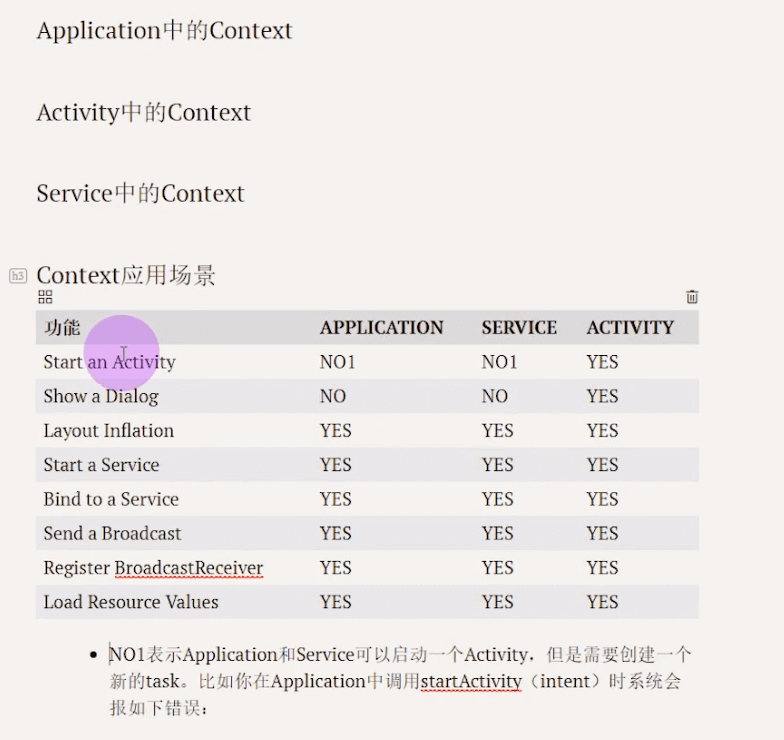 Application中的Context
Activity中的Context
Service中的Context
h3 Context应用场景
功能 APPLICATION SERVICE ACTIVITY
Start an Activity NO1 NO1 YES
Show a Dialog NO NO YES
Layout Inflation YES YES YES
Start a Service YES YES YES
Bind to a Service YES YES YES
Send a Broadcast YES YES YES
Register BroadcastReceiver YES YES YES
Load Resource Values YES YES YES
• NO1表示Application和Service可以启动一个Activity，但是需要创建一个
新的task。比如你在Application中调用startActivity（intent）时系统会
报如下错误：